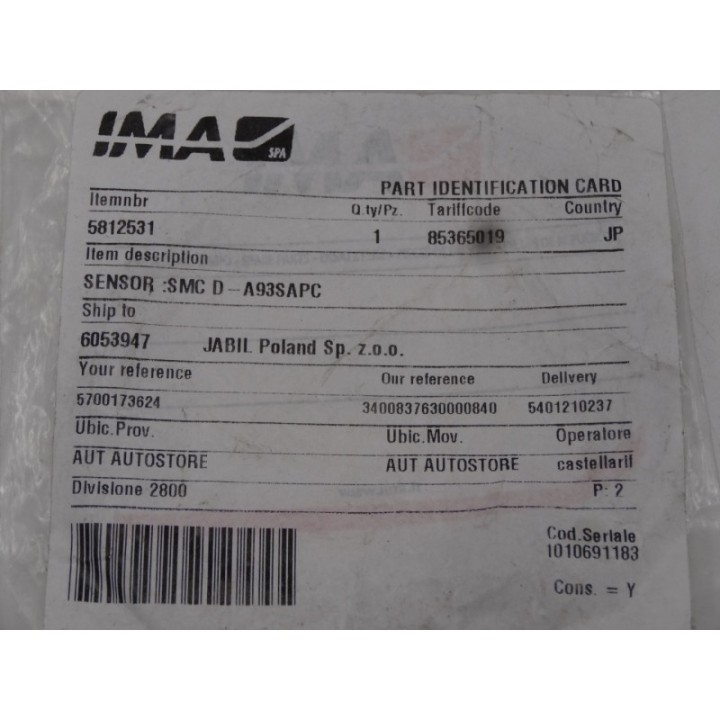 IMA SPA
PART IDENTIFICATION CARD
Itemnbr Q.ty/Pz. Tariffcode Country
5812531 1 85365019 JP
Item description
SENSOR :SMC D-A93SAPC
Ship to
6053947 JABIL Poland Sp. z.o.o.
Your reference Our reference Delivery
5700173624 3400837630000840 5401210237
Ubic.Prov. Ubic.Mov. Operatore
AUT AUTOSTORE AUT AUTOSTORE castellaril
Divisione 2800 P: 2
Cod.Seriale
1010691183
Cons. = Y